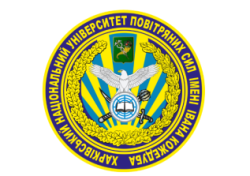 ХАРКІВСЬКИЙ НАЦІОНАЛЬНИЙ УНІВЕРСИТЕТ ПОВІТРЯНИХ СИЛ ІМЕНІ ІВАНА КОЖЕДУБА